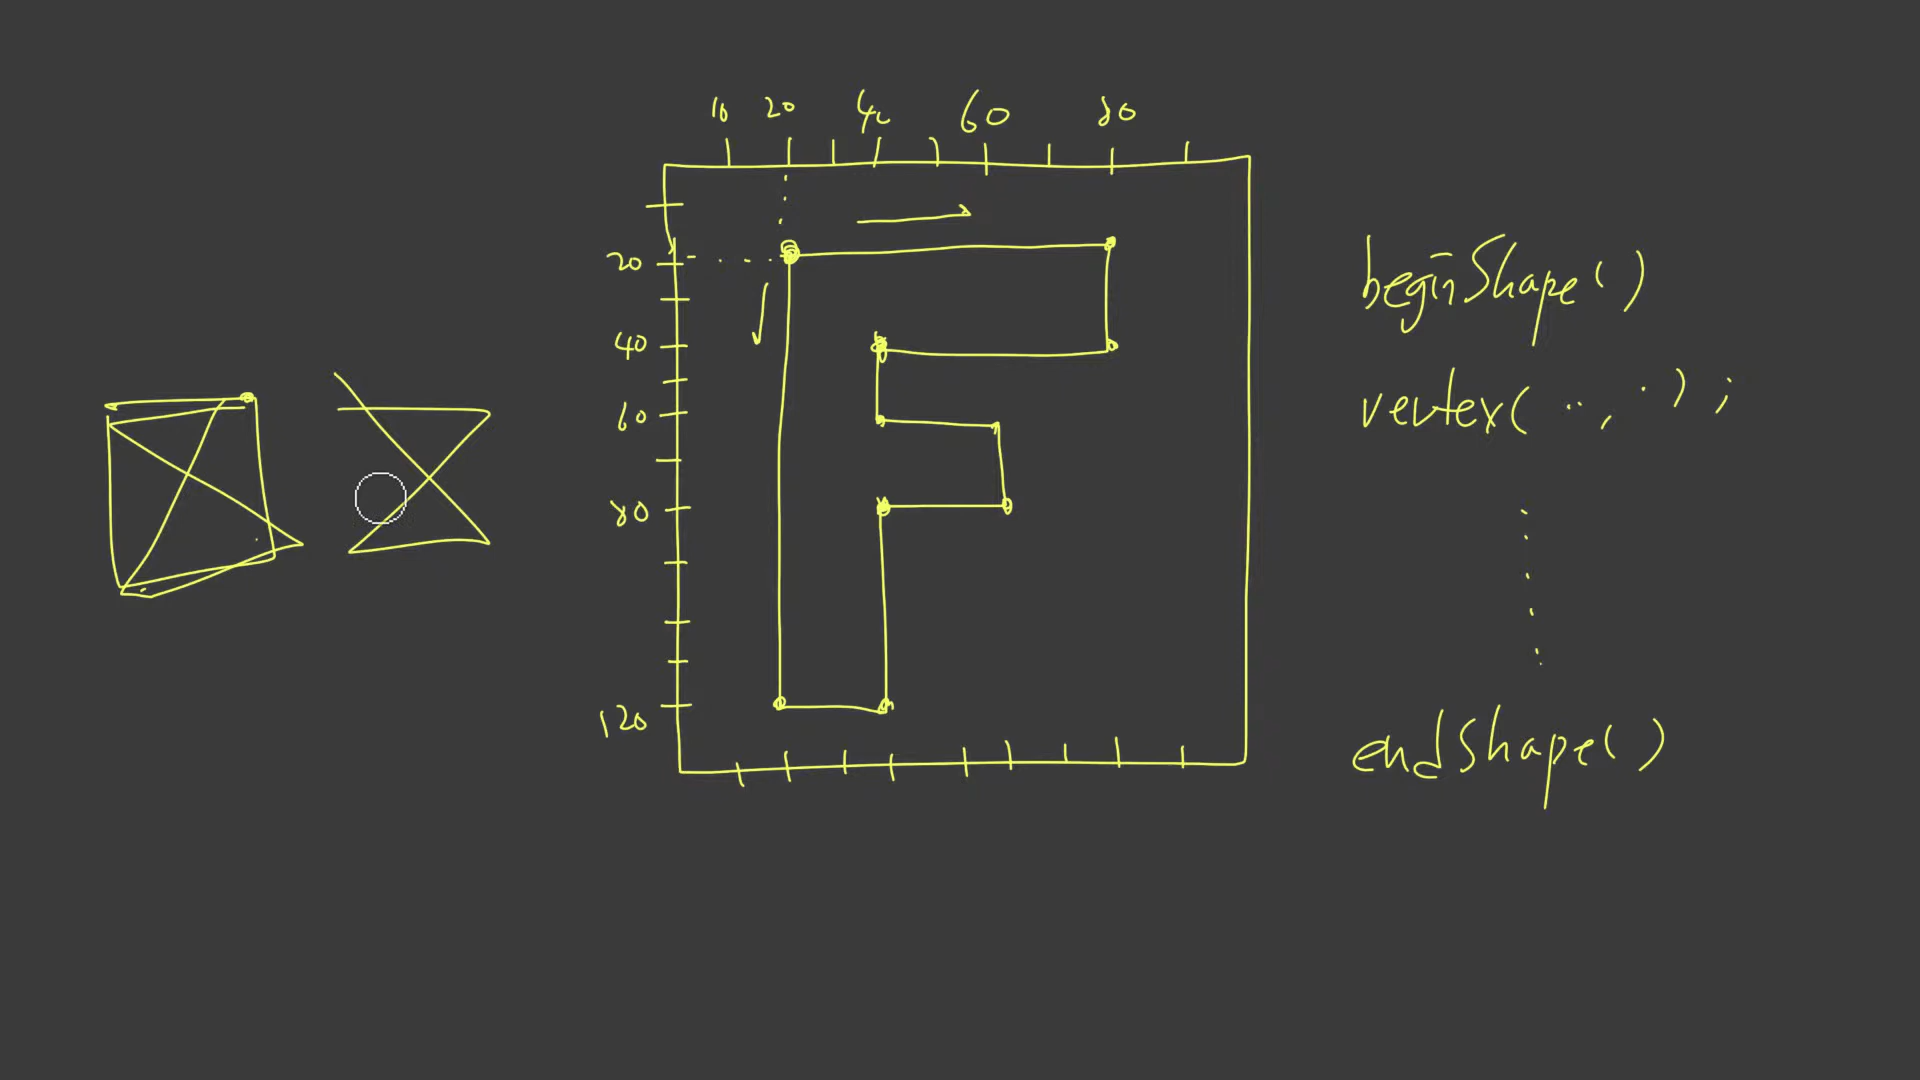 10 20 40 60 80
20
40
60
80
120
beginShape()
vertex( .. , . ) ;
endShape()